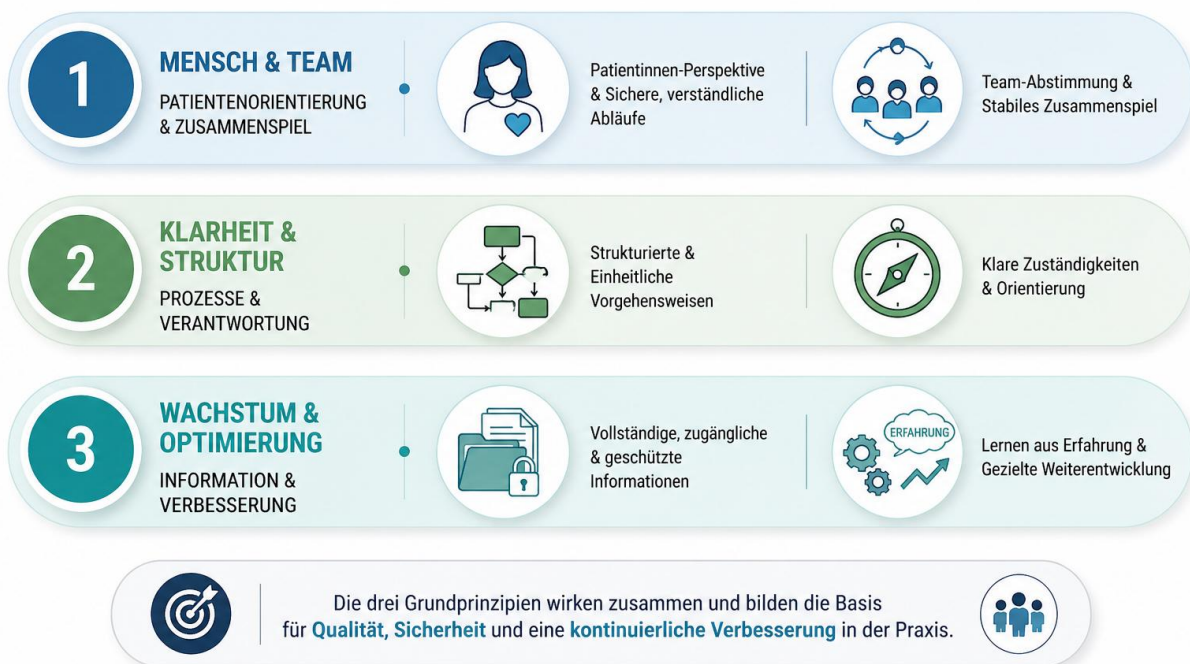 1
MENSCH & TEAM
PATIENTENORIENTIERUNG
& ZUSAMMENSPIEL
Patientinnen-Perspektive
& Sichere, verständliche
Abläufe
Team-Abstimmung &
Stabiles Zusammenspiel
2
KLARHEIT &
STRUKTUR
PROZESSE &
VERANTWORTUNG
Strukturierte &
Einheitliche
Vorgehensweisen
Klare Zuständigkeiten
& Orientierung
3
WACHSTUM &
OPTIMIERUNG
INFORMATION &
VERBESSERUNG
Vollständige, zugängliche
& geschützte
Informationen
ERFAHRUNG
Lernen aus Erfahrung &
Gezielte Weiterentwicklung
Die drei Grundprinzipien wirken zusammen und bilden die Basis
für Qualität, Sicherheit und eine kontinuierliche Verbesserung in der Praxis.